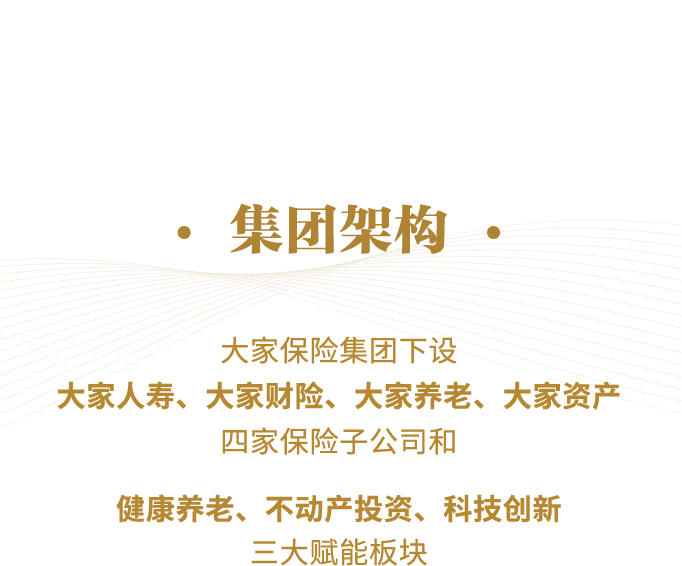 · 集团架构 ·
大家保险集团下设
大家人寿、大家财险、大家养老、大家资产
四家保险子公司和
健康养老、不动产投资、科技创新
三大赋能板块